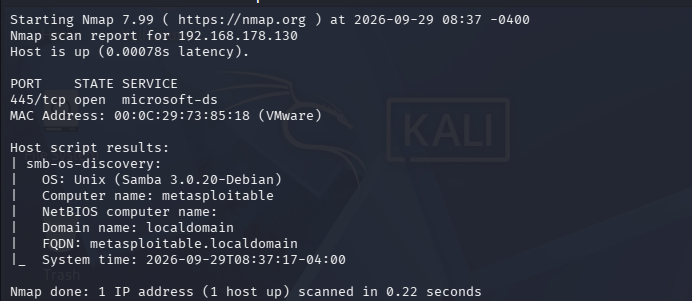 Starting Nmap 7.99 ( https://nmap.org ) at 2026-09-29 08:37 -0400
Nmap scan report for 192.168.178.130
Host is up (0.00078s latency).

PORT    STATE SERVICE
445/tcp open  microsoft-ds
MAC Address: 00:0C:29:73:85:18 (VMware)

Host script results:
| smb-os-discovery:
|   OS: Unix (Samba 3.0.20-Debian)
|   Computer name: metasploitable
|   NetBIOS computer name:
|   Domain name: localdomain
|   FQDN: metasploitable.localdomain
|_  System time: 2026-09-29T08:37:17-04:00

Nmap done: 1 IP address (1 host up) scanned in 0.22 seconds
KALI
Trash